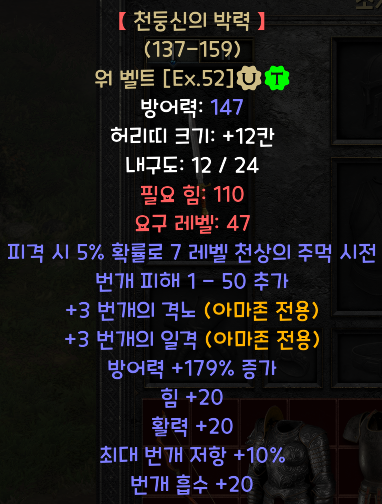 【 천둥신의 박력 】
(137-159)
워 벨트 [Ex.52] U T
방어력: 147
허리띠 크기: +12칸
내구도: 12 / 24
필요 힘: 110
요구 레벨: 47
피격 시 5% 확률로 7 레벨 천상의 주먹 시전
번개 피해 1 - 50 추가
+3 번개의 격노 (아마존 전용)
+3 번개의 일격 (아마존 전용)
방어력 +179% 증가
힘 +20
활력 +20
최대 번개 저항 +10%
번개 흡수 +20